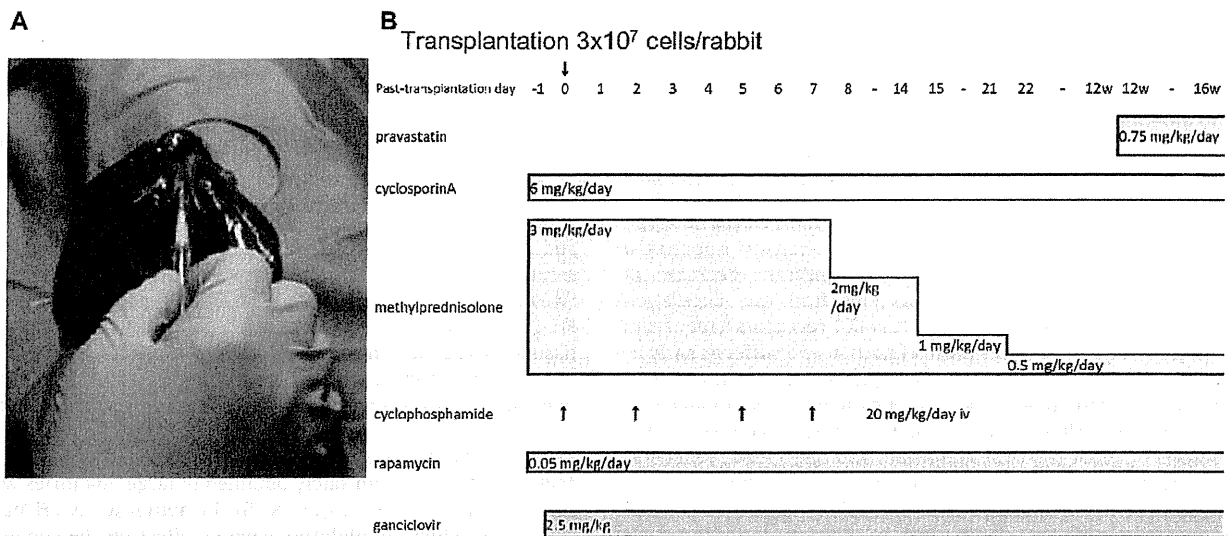 A
B
Transplantation 3x10⁷ cells/rabbit
Past-transplantation day -1 0 1 2 3 4 5 6 7 8 - 14 15 - 21 22 - 12w 12w - 16w
pravastatin
0.75 mg/kg/day
cyclosporinA
6 mg/kg/day
3 mg/kg/day
methylprednisolone
2mg/kg
/day
1 mg/kg/day
0.5 mg/kg/day
cyclophosphamide
20 mg/kg/day iv
rapamycin
0.05 mg/kg/day
ganciclovir
2.5 mg/kg